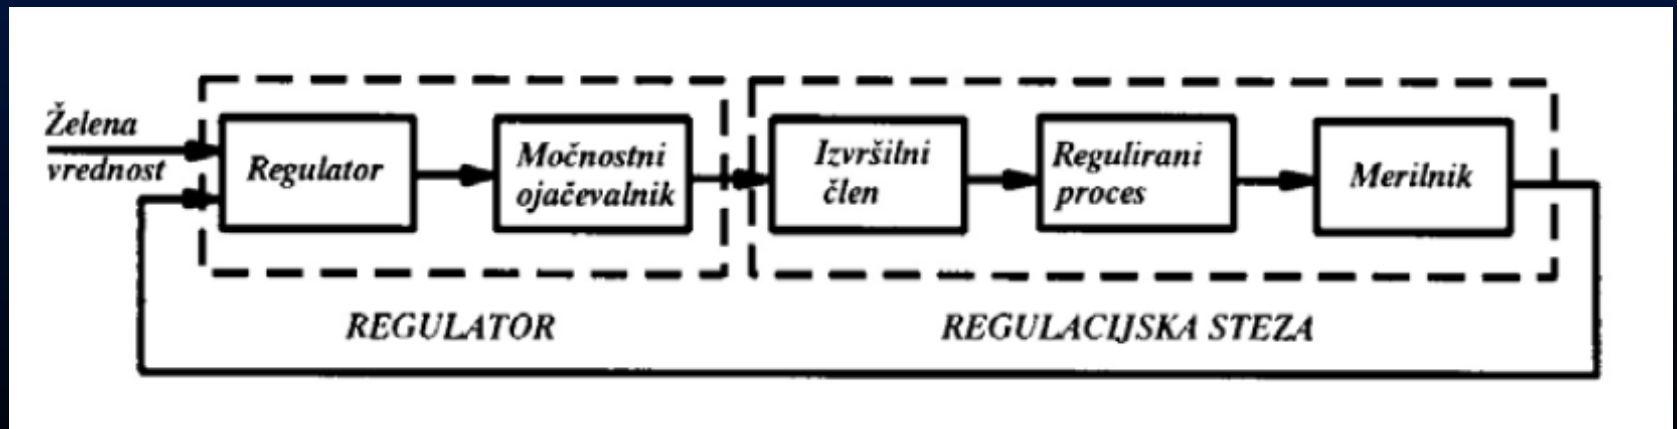 Želena
vrednost
Regulator
Močnostni
ojačevalnik
Izvršilni
člen
Regulirani
proces
Merilnik
REGULATOR
REGULACIJSKA STEZA